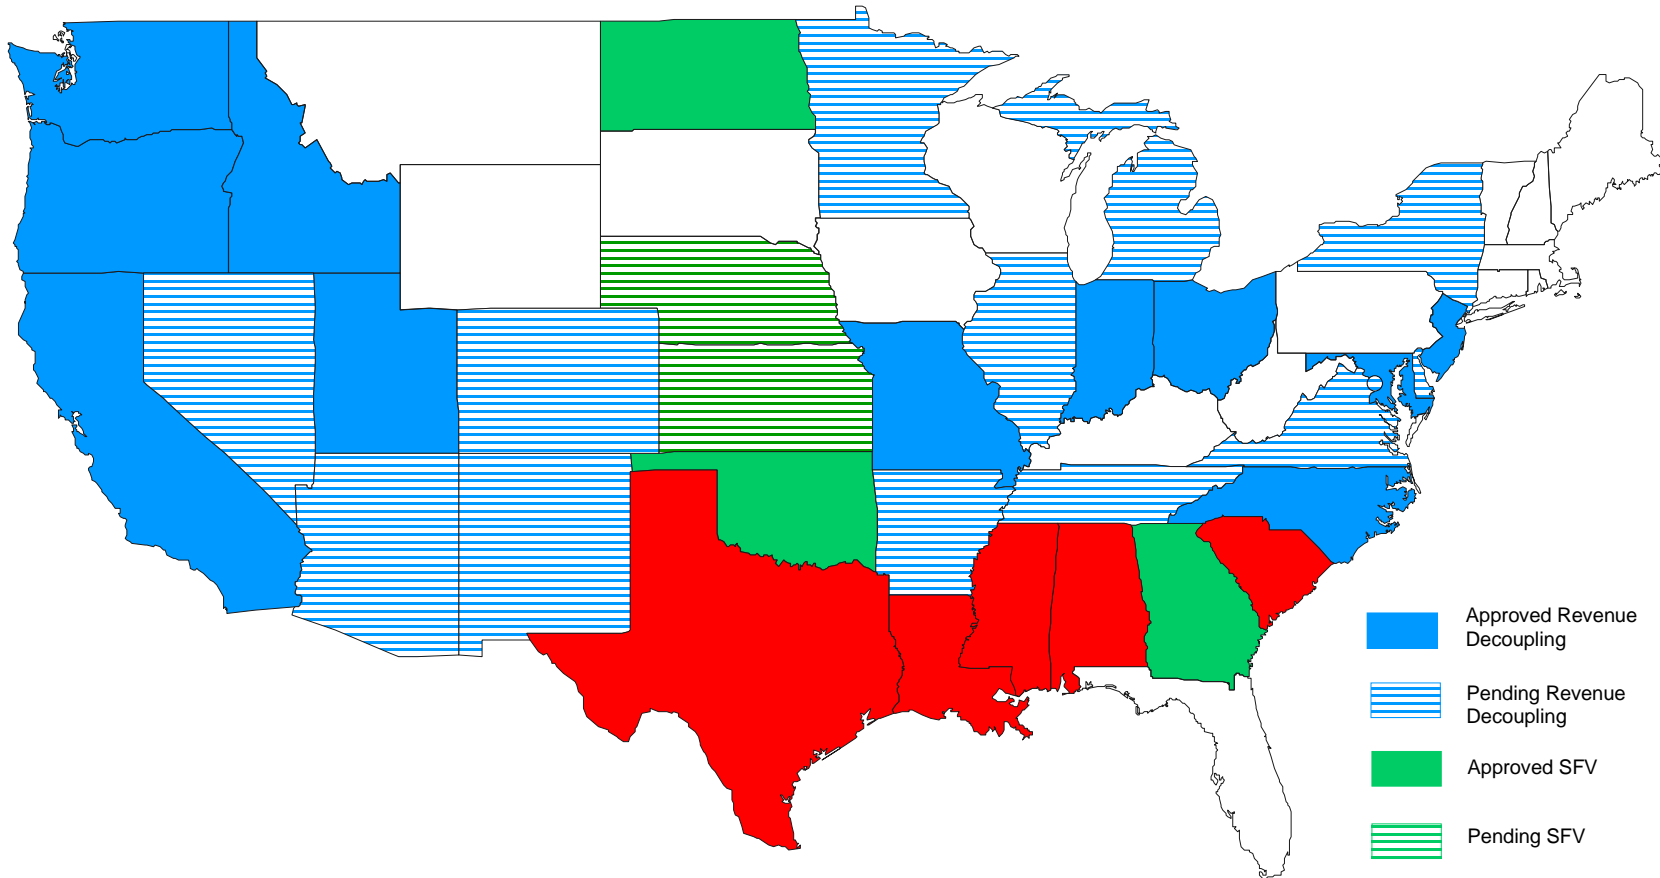 Approved Revenue
Decoupling
Pending Revenue
Decoupling
Approved SFV
Pending SFV